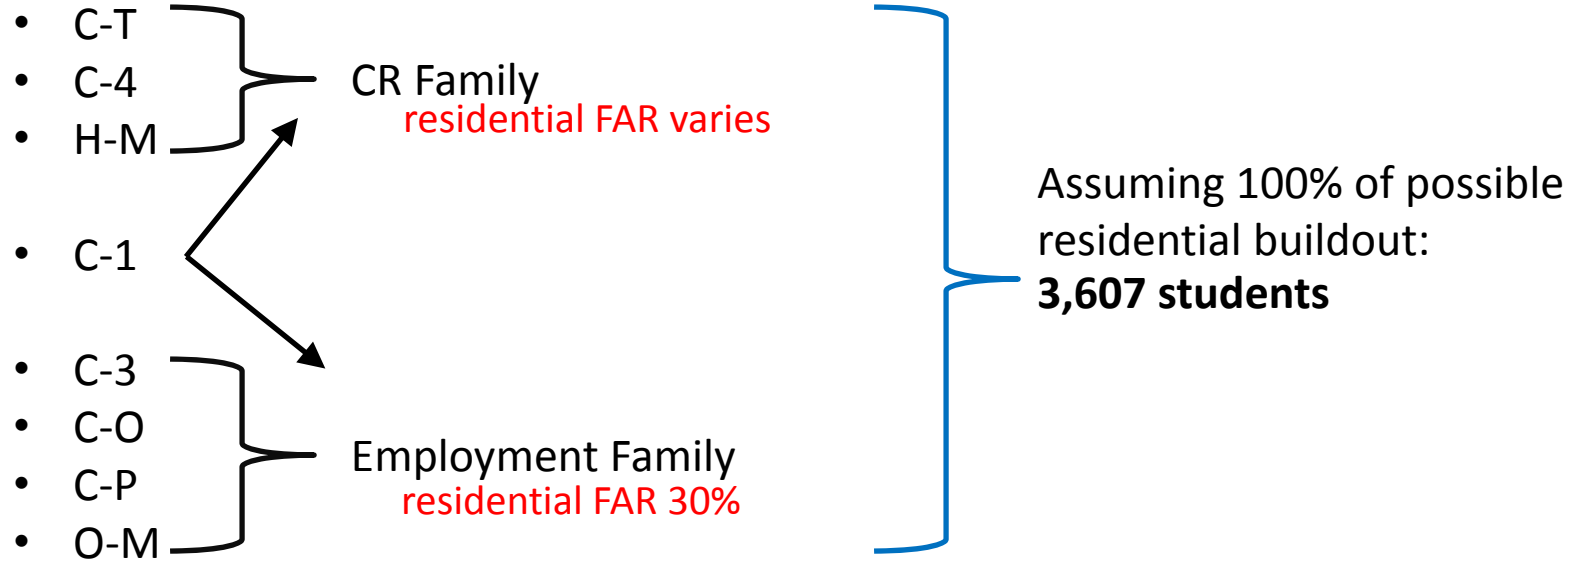 • C-T
• C-4
• H-M
CR Family
residential FAR varies
• C-1
• C-3
• C-O
• C-P
• O-M
Employment Family
residential FAR 30%
Assuming 100% of possible
residential buildout:
3,607 students